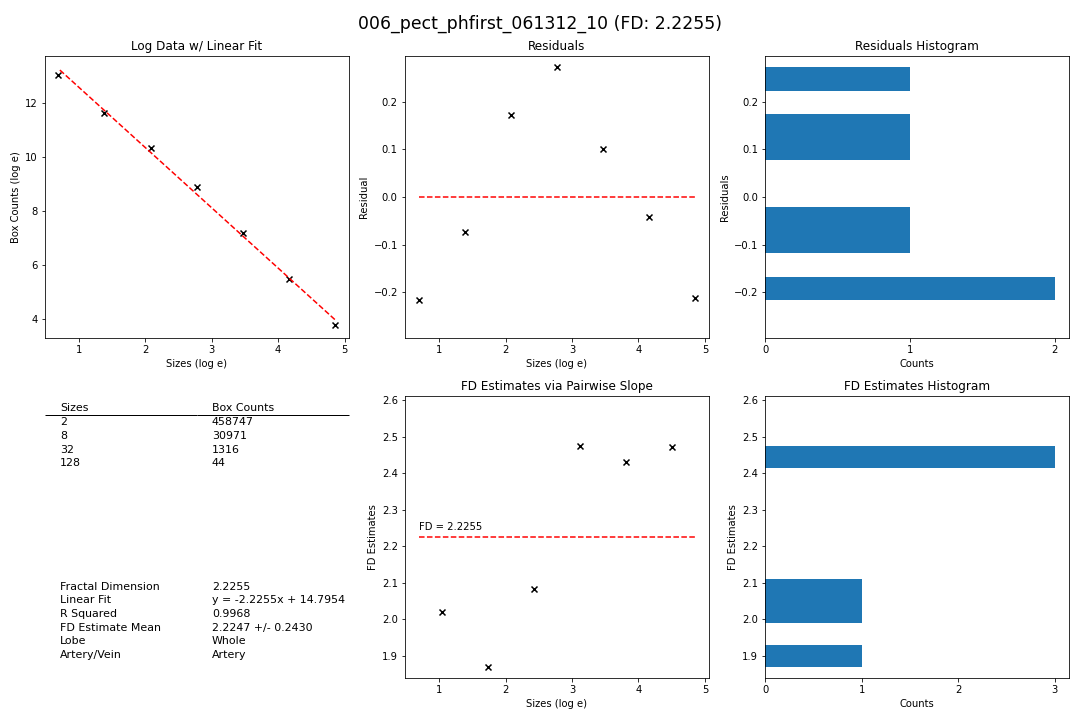 006_pect_phfirst_061312_10 (FD: 2.2255)
Log Data w/ Linear Fit
12
10
8
6
4
Box Counts (log e)
1 2 3 4 5
Sizes (log e)
Residuals
0.2
0.1
0.0
−0.1
−0.2
Residual
1 2 3 4 5
Sizes (log e)
Residuals Histogram
0.2
0.1
0.0
−0.1
−0.2
Residuals
0 1 2
Counts
Sizes Box Counts
2 458747
8 30971
32 1316
128 44
Fractal Dimension 2.2255
Linear Fit y = -2.2255x + 14.7954
R Squared 0.9968
FD Estimate Mean 2.2247 +/- 0.2430
Lobe Whole
Artery/Vein Artery
FD Estimates via Pairwise Slope
2.6
2.5
2.4
2.3
2.2
2.1
2.0
1.9
FD Estimates
FD = 2.2255
1 2 3 4 5
Sizes (log e)
FD Estimates Histogram
2.6
2.5
2.4
2.3
2.2
2.1
2.0
1.9
FD Estimates
0 1 2 3
Counts